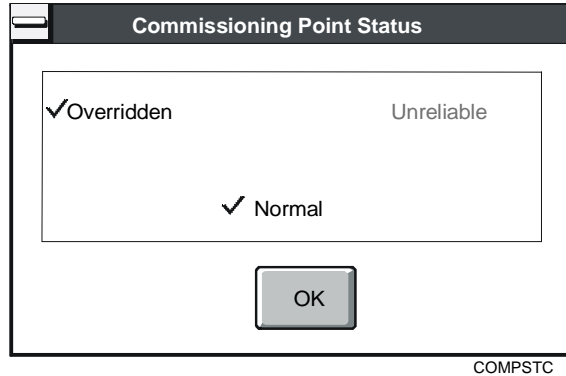 Commissioning Point Status
Overridden Unreliable
Normal
OK
COMPSTC